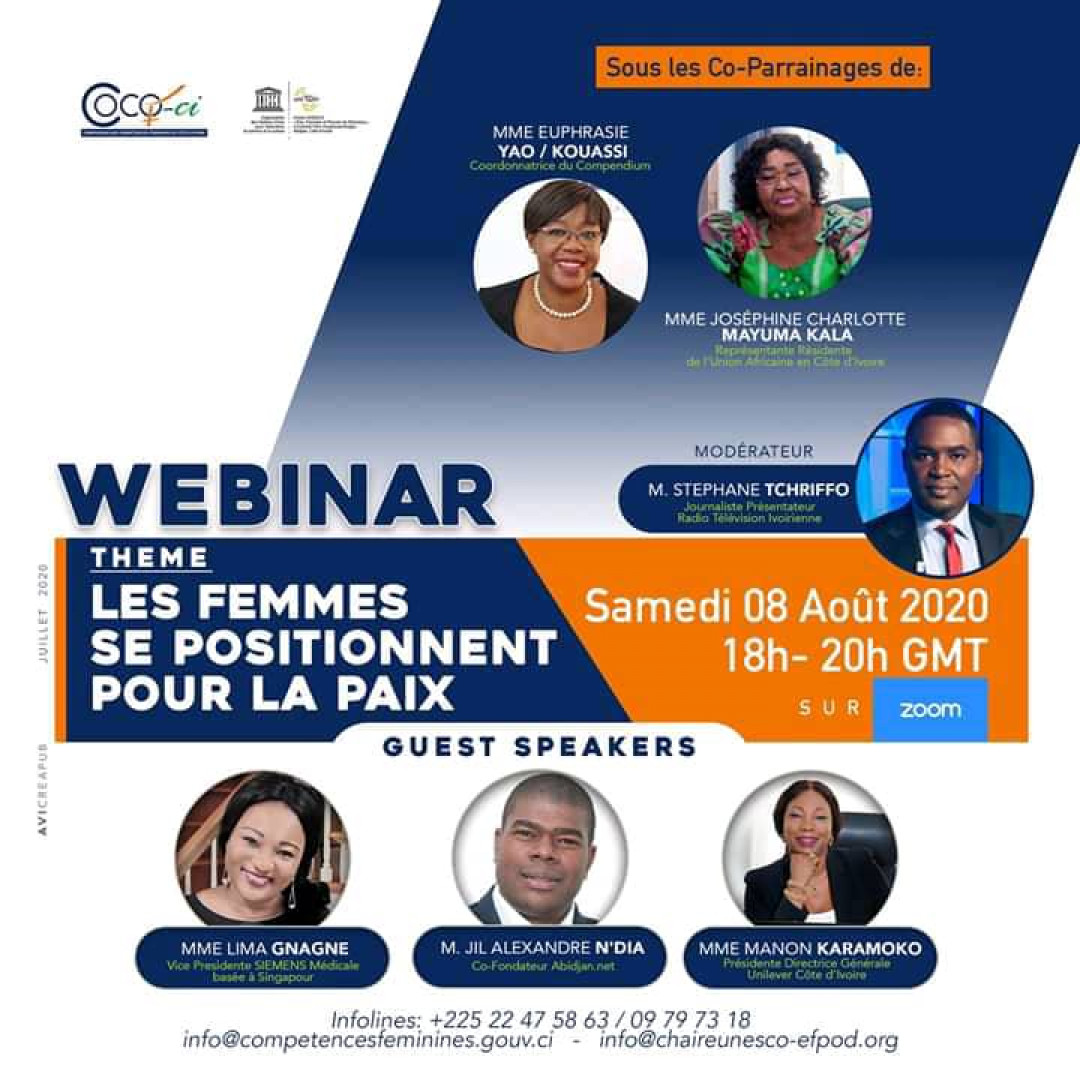 COCO-ci
Sous les Co-Parrainages de:
MME EUPHRASIE
YAO / KOUASSI
Coordonnatrice du Compendium
MME JOSÉPHINE CHARLOTTE
MAYUMA KALA
Représentante Résidente
de l'Union Africaine en Côte d'Ivoire
MODÉRATEUR
M. STEPHANE TCHRIFFO
Journaliste Présentateur
Radio Télévision Ivoirienne
WEBINAR
THEME
LES FEMMES
SE POSITIONNENT
POUR LA PAIX
Samedi 08 Août 2020
18h- 20h GMT
SUR zoom
AVICREAPUB JUILLET 2020
GUEST SPEAKERS
MME LIMA GNAGNE
Vice Presidente SIEMENS Médicale
basée à Singapour
M. JIL ALEXANDRE N'DIA
Co-Fondateur Abidjan.net
MME MANON KARAMOKO
Présidente Directrice Générale
Unilever Côte d'Ivoire
Infolines: +225 22 47 58 63 / 09 79 73 18
info@competencesfeminines.gouv.ci - info@chaireunesco-efpod.org